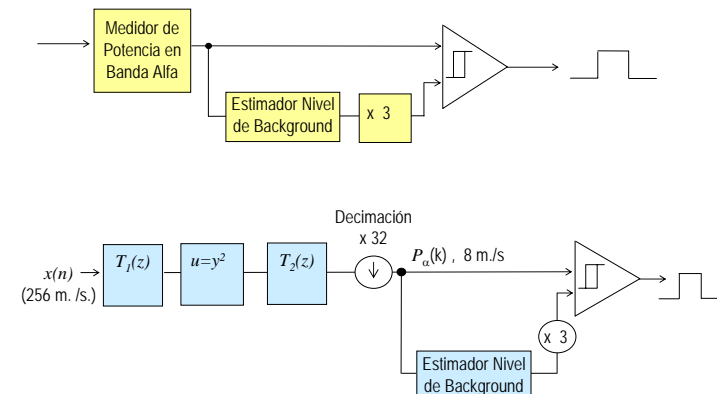 Medidor de
Potencia en
Banda Alfa
Estimador Nivel
de Background
x 3
Decimación
x 32
x(n)
(256 m. /s.)
T₁(z)
u=y²
T₂(z)
Pα(k) , 8 m./s
x 3
Estimador Nivel
de Background